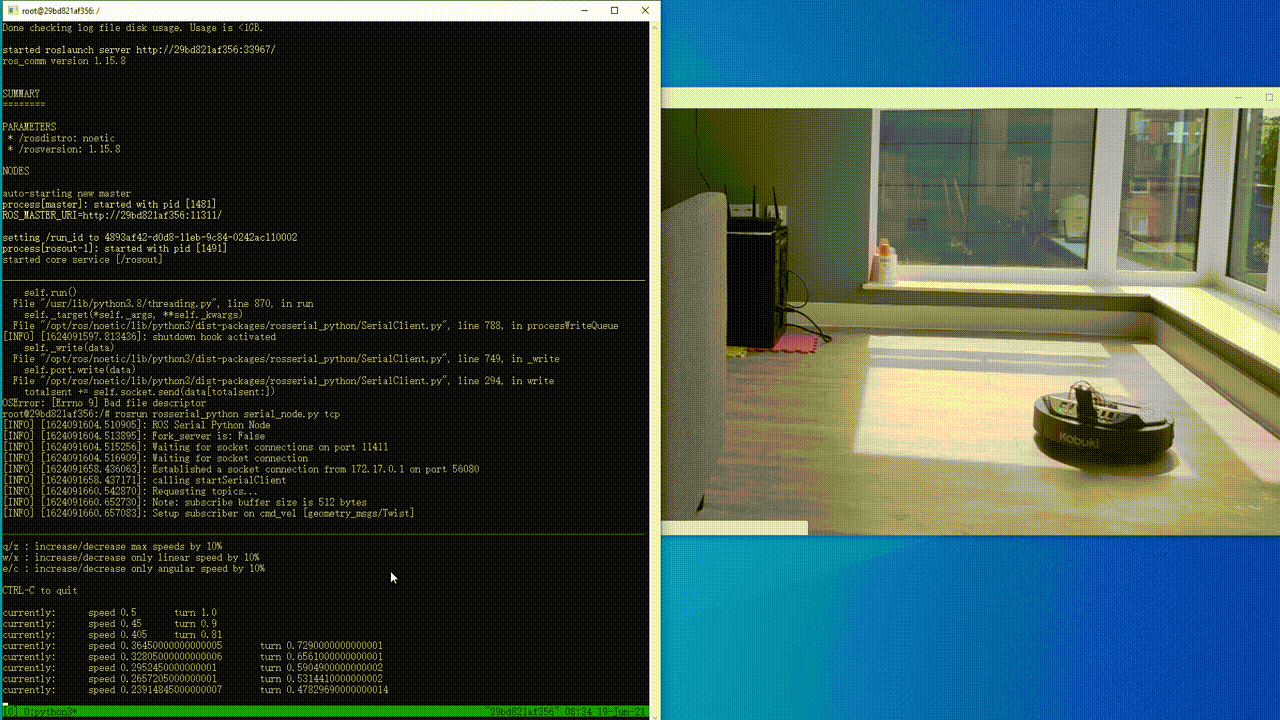 root@29bd821af356: /
Done checking log file disk usage. Usage is <1GB.
started roslaunch server http://29bd821af356:33967/
ros_comm version 1.15.8
SUMMARY
========
PARAMETERS
* /rosdistro: noetic
* /rosversion: 1.15.8
NODES
auto-starting new master
process[master]: started with pid [1481]
ROS_MASTER_URI=http://29bd821af356:11311/
setting /run_id to 4893af42-d0d8-11eb-9c84-0242ac110002
process[rosout-1]: started with pid [1491]
started core service [/rosout]
self.run()
File "/usr/lib/python3.8/threading.py", line 870, in run
self._target(*self._args, **self._kwargs)
File "/opt/ros/noetic/lib/python3/dist-packages/rosserial_python/SerialClient.py", line 788, in processWriteQueue
[INFO] [1624091597.813436]: shutdown hook activated
self._write(data)
File "/opt/ros/noetic/lib/python3/dist-packages/rosserial_python/SerialClient.py", line 749, in _write
self.port.write(data)
File "/opt/ros/noetic/lib/python3/dist-packages/rosserial_python/SerialClient.py", line 294, in write
totalsent += self.socket.send(data[totalsent:])
OSError: [Errno 9] Bad file descriptor
root@29bd821af356:/# rosrun rosserial_python serial_node.py tcp
[INFO] [1624091604.510905]: ROS Serial Python Node
[INFO] [1624091604.513895]: Fork_server is: False
[INFO] [1624091604.515256]: Waiting for socket connections on port 11411
[INFO] [1624091604.516909]: Waiting for socket connection
[INFO] [1624091658.436063]: Established a socket connection from 172.17.0.1 on port 56080
[INFO] [1624091658.437171]: calling startSerialClient
[INFO] [1624091660.542870]: Requesting topics...
[INFO] [1624091660.652730]: Note: subscribe buffer size is 512 bytes
[INFO] [1624091660.657083]: Setup subscriber on cmd_vel [geometry_msgs/Twist]
q/z : increase/decrease max speeds by 10%
w/x : increase/decrease only linear speed by 10%
e/c : increase/decrease only angular speed by 10%
CTRL-C to quit
currently: speed 0.5 turn 1.0
currently: speed 0.45 turn 0.9
currently: speed 0.405 turn 0.81
currently: speed 0.36450000000000005 turn 0.7290000000000001
currently: speed 0.32805000000000006 turn 0.6561000000000001
currently: speed 0.2952450000000001 turn 0.5904900000000002
currently: speed 0.2657205000000001 turn 0.5314410000000002
currently: speed 0.23914845000000007 turn 0.47829690000000014
[0] 0:python3* "29bd821af356" 08:34 19-Jun-21
Kobuki